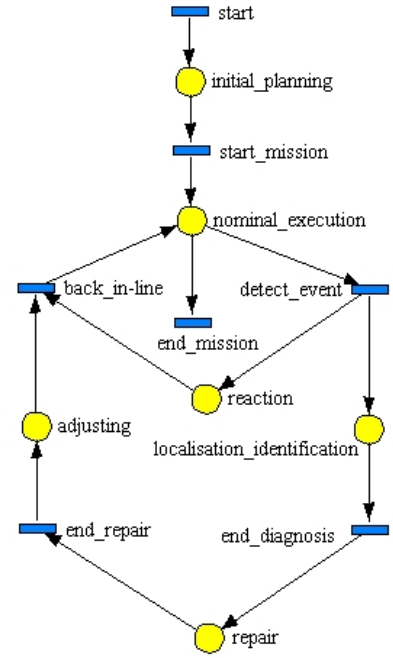 start
initial_planning
start_mission
nominal_execution
back_in-line
detect_event
end_mission
reaction
adjusting
localisation_identification
end_repair
end_diagnosis
repair